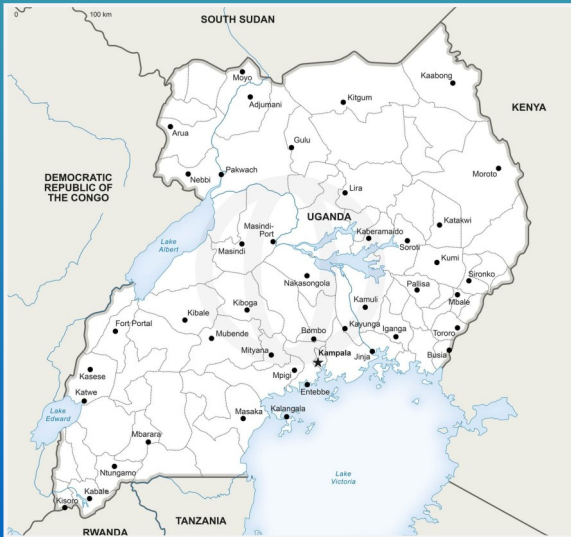 0 100 km
SOUTH SUDAN
Moyo
Kaabong
Adjumani
Kitgum
KENYA
Arua
Gulu
Moroto
Nebbi
Pakwach
DEMOCRATIC
REPUBLIC OF
THE CONGO
Lira
UGANDA
Masindi-
Port
Katakwi
Kaberamaido
Lake
Albert
Masindi
Soroti
Kumi
Nakasongola
Sironko
Pallisa
Mbale
Kiboga
Kamuli
Kibale
Fort Portal
Mubende
Bombo
Kayunga
Iganga
Tororo
Mityana
Kampala
Jinja
Busia
Kasese
Mpigi
Entebbe
Katwe
Lake
Edward
Masaka
Kalangala
Mbarara
Ntungamo
Lake
Victoria
Kabale
Kisoro
TANZANIA
RWANDA